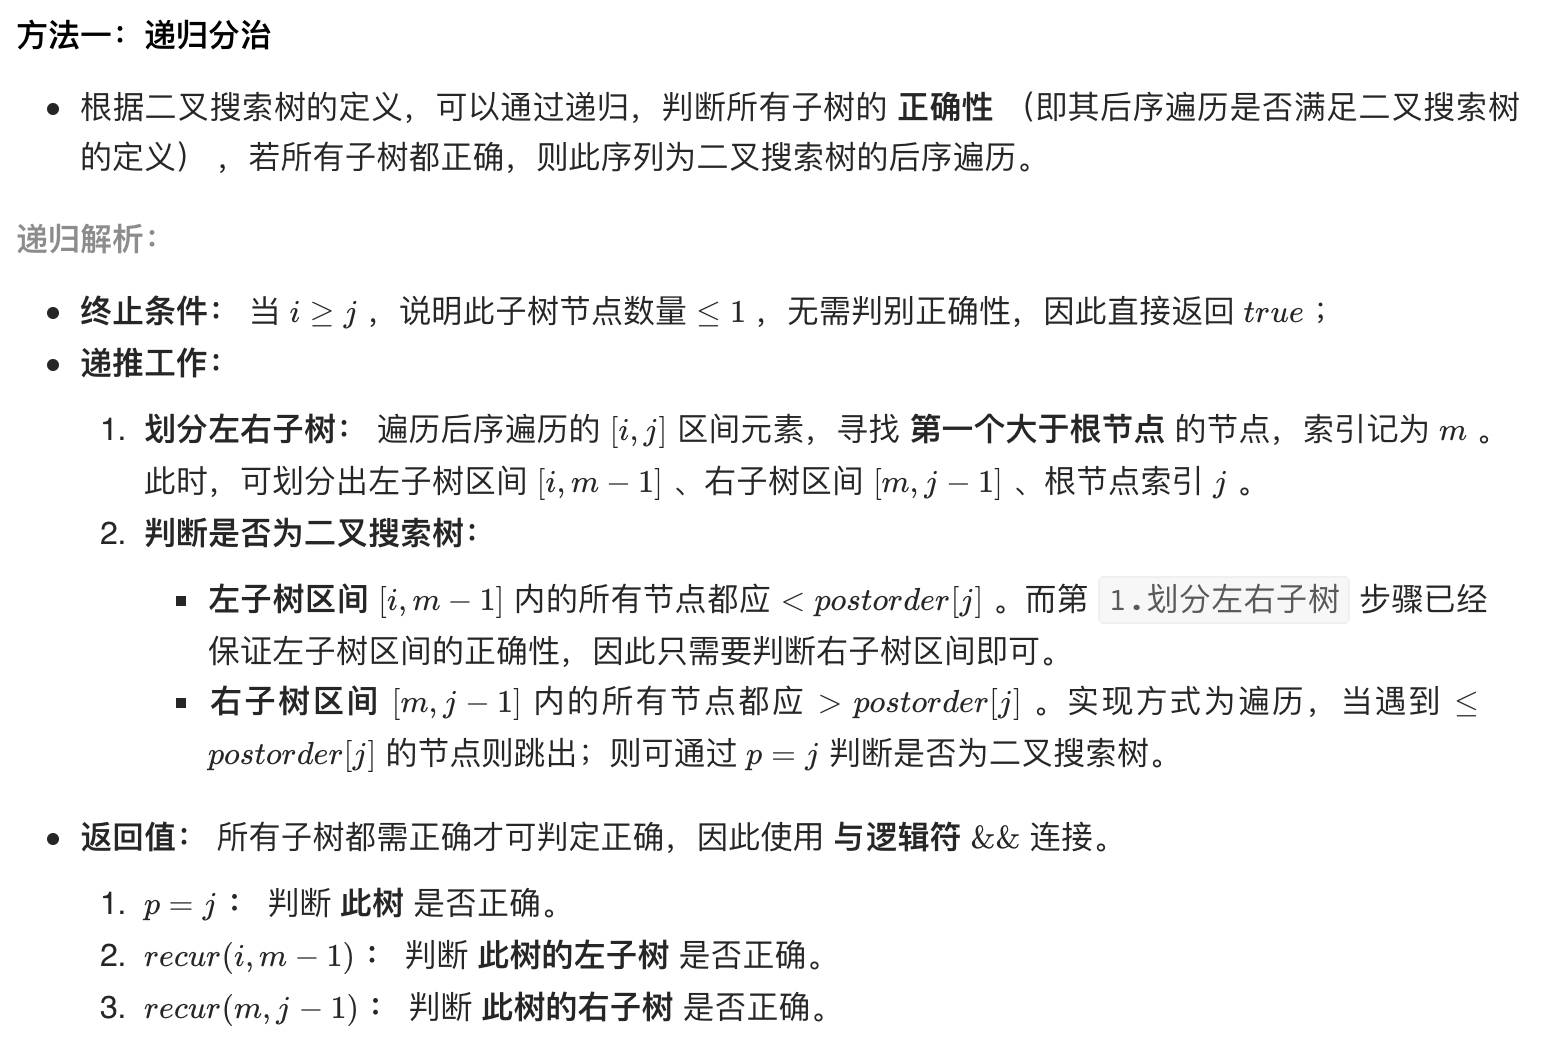 方法一：递归分治
• 根据二叉搜索树的定义，可以通过递归，判断所有子树的 正确性 （即其后序遍历是否满足二叉搜索树
的定义） ，若所有子树都正确，则此序列为二叉搜索树的后序遍历。
递归解析：
• 终止条件： 当 i ≥ j ，说明此子树节点数量 ≤ 1 ，无需判别正确性，因此直接返回 true ；
• 递推工作：
1. 划分左右子树： 遍历后序遍历的 [i, j] 区间元素，寻找 第一个大于根节点 的节点，索引记为 m 。
此时，可划分出左子树区间 [i, m − 1] 、右子树区间 [m, j − 1] 、根节点索引 j 。
2. 判断是否为二叉搜索树：
▪ 左子树区间 [i, m − 1] 内的所有节点都应 < postorder[j] 。而第 1.划分左右子树 步骤已经
保证左子树区间的正确性，因此只需要判断右子树区间即可。
▪ 右子树区间 [m, j − 1] 内的所有节点都应 > postorder[j] 。实现方式为遍历，当遇到 ≤
postorder[j] 的节点则跳出；则可通过 p = j 判断是否为二叉搜索树。
• 返回值： 所有子树都需正确才可判定正确，因此使用 与逻辑符 && 连接。
1. p = j ： 判断 此树 是否正确。
2. recur(i, m − 1) ： 判断 此树的左子树 是否正确。
3. recur(m, j − 1) ： 判断 此树的右子树 是否正确。